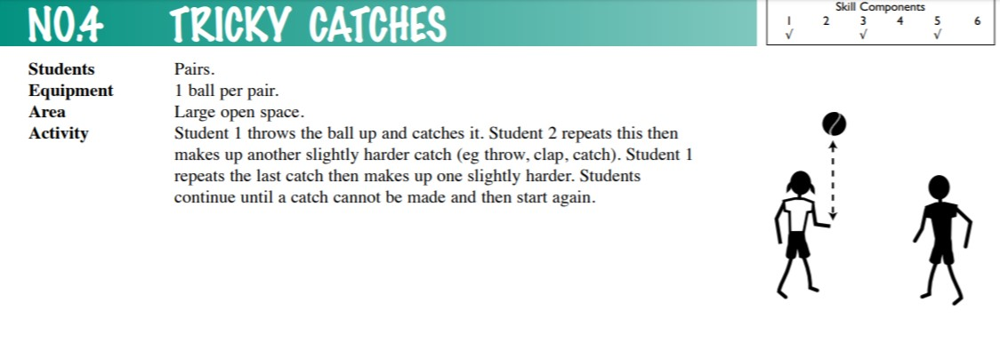 NO.4 TRICKY CATCHES
Skill Components
1 2 3 4 5 6
√ √ √
Students Pairs.
Equipment 1 ball per pair.
Area Large open space.
Activity Student 1 throws the ball up and catches it. Student 2 repeats this then
makes up another slightly harder catch (eg throw, clap, catch). Student 1
repeats the last catch then makes up one slightly harder. Students
continue until a catch cannot be made and then start again.